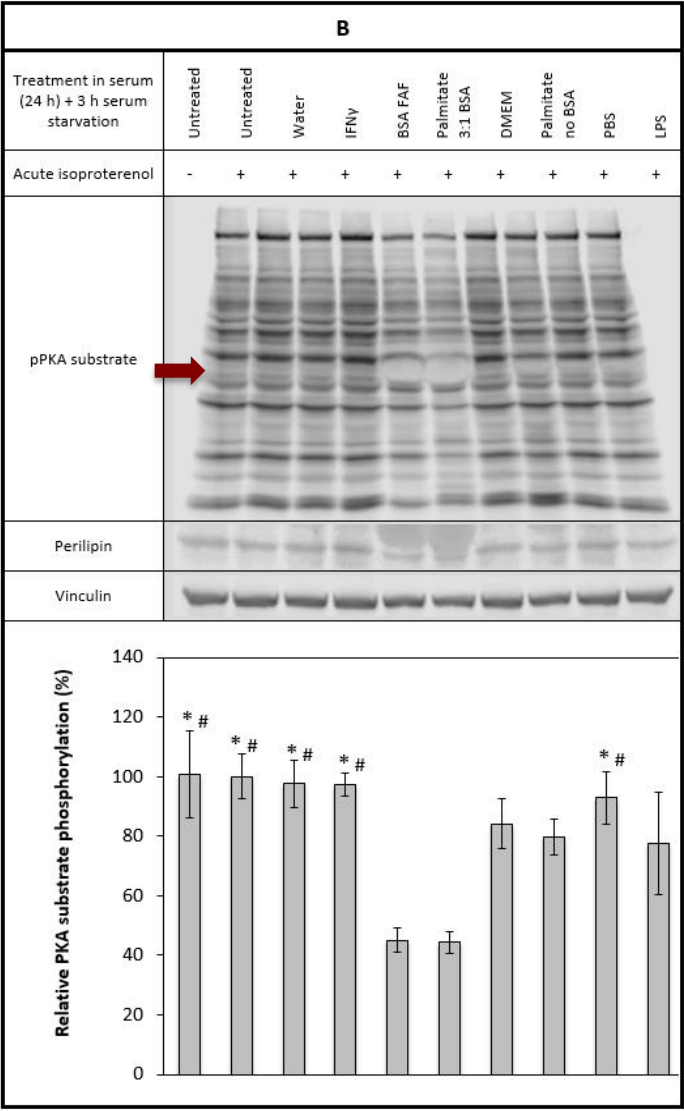 B
Treatment in serum
(24 h) + 3 h serum
starvation
Untreated
Untreated
Water
IFNγ
BSA FAF
Palmitate
3:1 BSA
DMEM
Palmitate
no BSA
PBS
LPS
Acute isoproterenol
- + + + + + + + + +
pPKA substrate
Perilipin
Vinculin
Relative PKA substrate phosphorylation (%)
140
120
100
80
60
40
20
0
* #
* #
* #
* #
* #